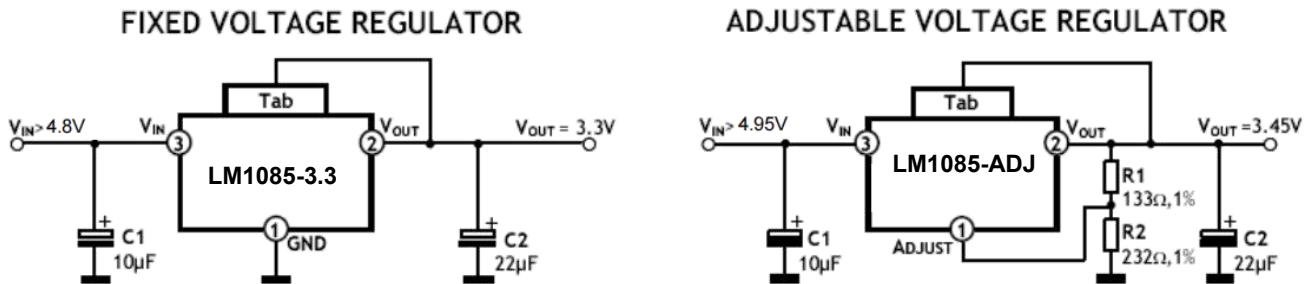 FIXED VOLTAGE REGULATOR
Tab
VIN> 4.8V
VIN
VOUT
VOUT = 3.3V
3
2
LM1085-3.3
1
GND
+
C1
10µF
+
C2
22µF
ADJUSTABLE VOLTAGE REGULATOR
Tab
VIN> 4.95V
VIN
VOUT
VOUT =3.45V
3
2
LM1085-ADJ
R1
133Ω,1%
1
ADJUST
+
C1
10µF
R2
232Ω,1%
+
C2
22µF